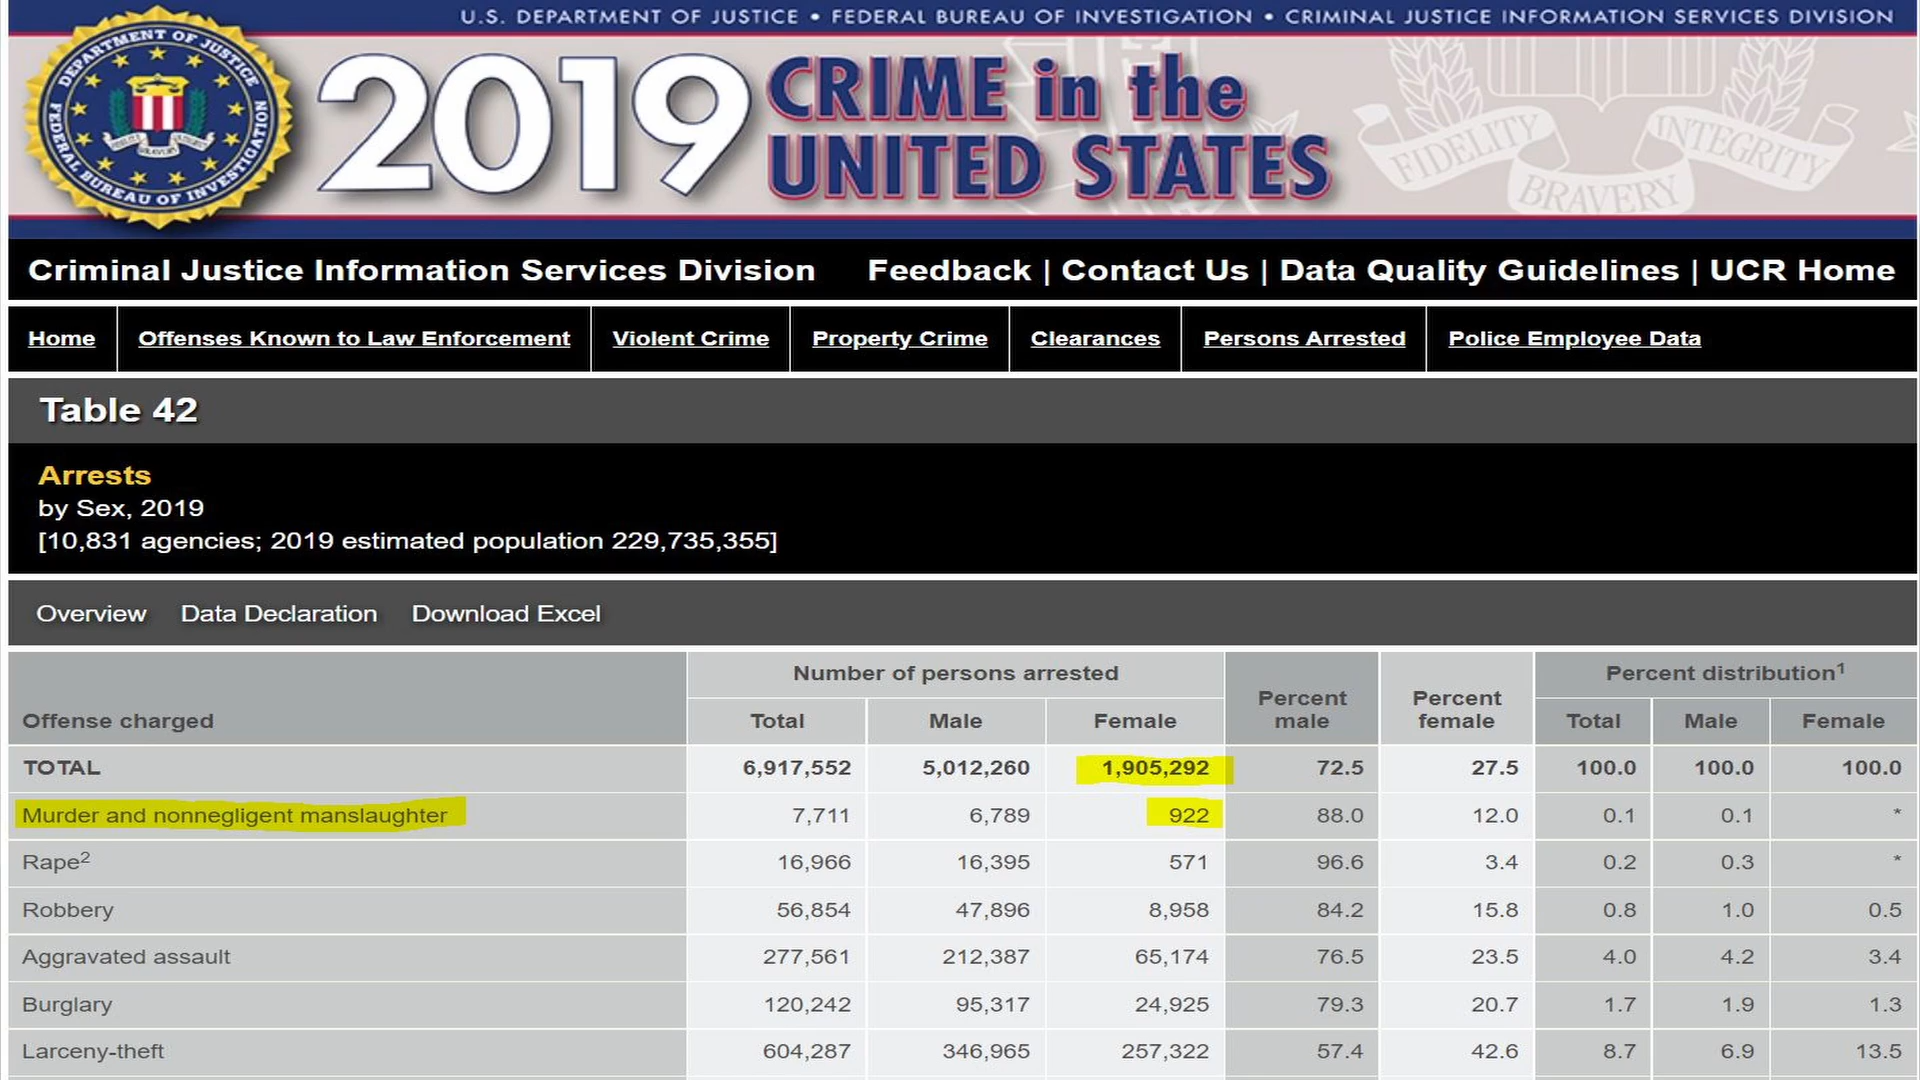 U.S. DEPARTMENT OF JUSTICE • FEDERAL BUREAU OF INVESTIGATION • CRIMINAL JUSTICE INFORMATION SERVICES DIVISION
DEPARTMENT OF JUSTICE
FEDERAL BUREAU OF INVESTIGATION
2019 CRIME in the
UNITED STATES
FIDELITY BRAVERY INTEGRITY
Criminal Justice Information Services Division Feedback | Contact Us | Data Quality Guidelines | UCR Home
Home Offenses Known to Law Enforcement Violent Crime Property Crime Clearances Persons Arrested Police Employee Data
Table 42
Arrests
by Sex, 2019
[10,831 agencies; 2019 estimated population 229,735,355]
Overview Data Declaration Download Excel
Offense charged Number of persons arrested Percent male Percent female Percent distribution1
Total Male Female Total Male Female
TOTAL 6,917,552 5,012,260 1,905,292 72.5 27.5 100.0 100.0 100.0
Murder and nonnegligent manslaughter 7,711 6,789 922 88.0 12.0 0.1 0.1 *
Rape2 16,966 16,395 571 96.6 3.4 0.2 0.3 *
Robbery 56,854 47,896 8,958 84.2 15.8 0.8 1.0 0.5
Aggravated assault 277,561 212,387 65,174 76.5 23.5 4.0 4.2 3.4
Burglary 120,242 95,317 24,925 79.3 20.7 1.7 1.9 1.3
Larceny-theft 604,287 346,965 257,322 57.4 42.6 8.7 6.9 13.5